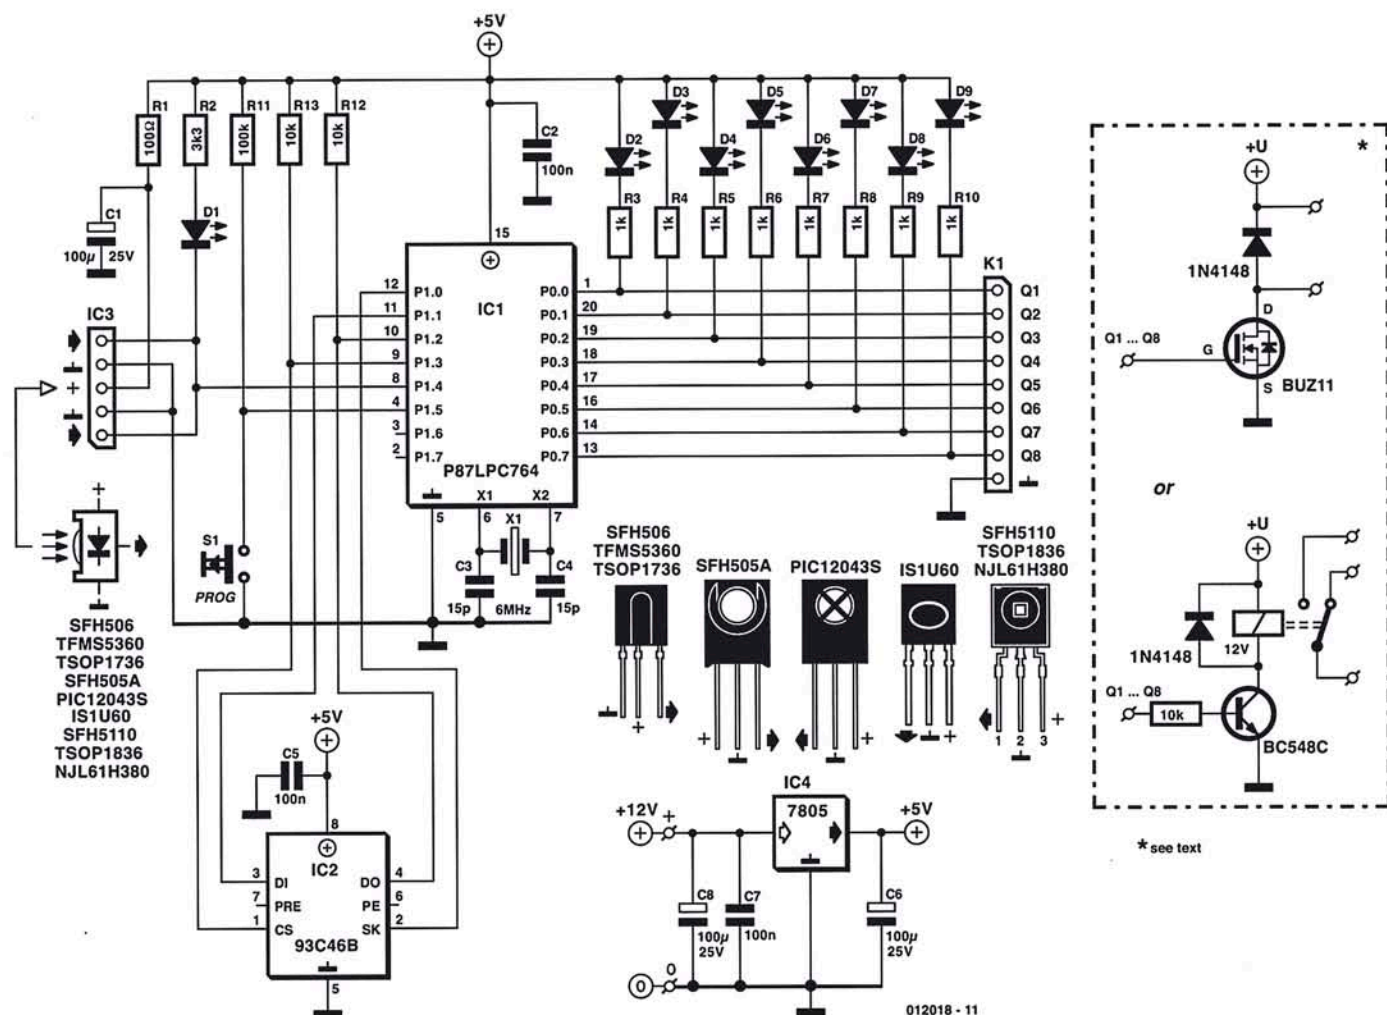 +5V
R1
R2
R11
R13
R12
100Ω
3k3
100k
10k
10k
C1
100µ 25V
D1
C2
100n
D2
D3
D4
D5
D6
D7
D8
D9
R3
R4
R5
R6
R7
R8
R9
R10
1k
1k
1k
1k
1k
1k
1k
1k
15
IC1
12 P1.0
11 P1.1
10 P1.2
9 P1.3
8 P1.4
4 P1.5
3 P1.6
2 P1.7
P0.0 1
P0.1 20
P0.2 19
P0.3 18
P0.4 17
P0.5 16
P0.6 14
P0.7 13
P87LPC764
X1
X2
5
6
7
K1
Q1
Q2
Q3
Q4
Q5
Q6
Q7
Q8
IC3
+
+
SFH506
TFMS5360
TSOP1736
SFH505A
PIC12043S
IS1U60
SFH5110
TSOP1836
NJL61H380
S1
PROG
C3
15p
X1
6MHz
C4
15p
SFH506
TFMS5360
TSOP1736
+
SFH505A
+
PIC12043S
+
IS1U60
+
SFH5110
TSOP1836
NJL61H380
1 2 3 +
+5V
C5
100n
8
IC2
3 DI
7 PRE
1 CS
DO 4
PE 6
SK 2
93C46B
5
+12V
+
IC4
7805
+5V
C8
100µ
25V
C7
100n
C6
100µ
25V
0
0
012018 - 11
*
+U
1N4148
D
G
S
Q1 ... Q8
BUZ11
or
+U
1N4148
12V
Q1 ... Q8
10k
BC548C
* see text